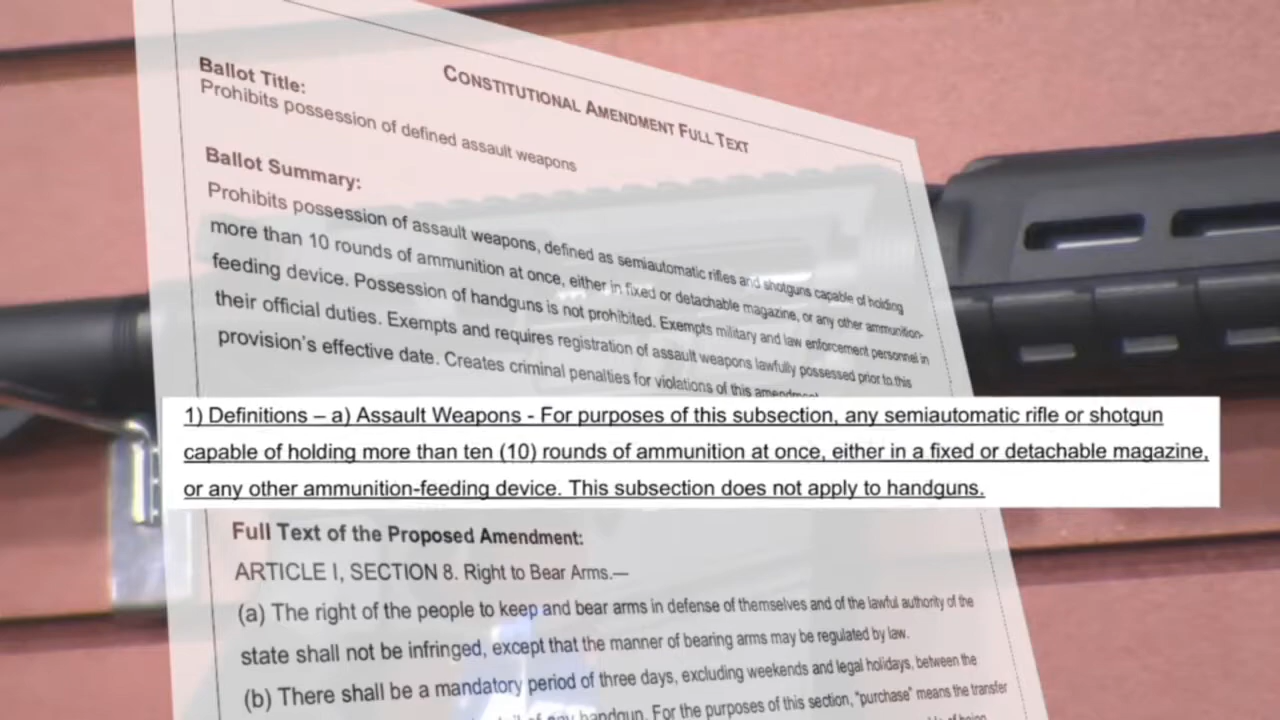 CONSTITUTIONAL AMENDMENT FULL TEXT
Ballot Title:
Prohibits possession of defined assault weapons
Ballot Summary:
Prohibits possession of assault weapons, defined as semiautomatic rifles and shotguns capable of holding
more than 10 rounds of ammunition at once, either in fixed or detachable magazine, or any other ammunition-
feeding device. Possession of handguns is not prohibited. Exempts military and law enforcement personnel in
their official duties. Exempts and requires registration of assault weapons lawfully possessed prior to this
provision's effective date. Creates criminal penalties for violations of this amendment.
1) Definitions – a) Assault Weapons - For purposes of this subsection, any semiautomatic rifle or shotgun
capable of holding more than ten (10) rounds of ammunition at once, either in a fixed or detachable magazine,
or any other ammunition-feeding device. This subsection does not apply to handguns.
Full Text of the Proposed Amendment:
ARTICLE I, SECTION 8. Right to Bear Arms.—
(a) The right of the people to keep and bear arms in defense of themselves and of the lawful authority of the
state shall not be infringed, except that the manner of bearing arms may be regulated by law.
(b) There shall be a mandatory period of three days, excluding weekends and legal holidays, between the
of any handgun. For the purposes of this section, "purchase" means the transfer